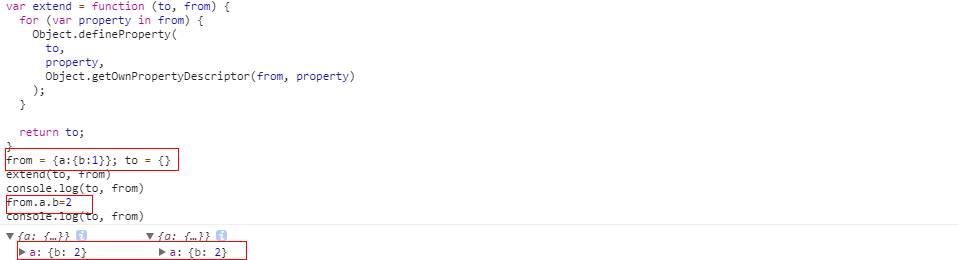 var extend = function (to, from) {
for (var property in from) {
Object.defineProperty(
to,
property,
Object.getOwnPropertyDescriptor(from, property)
);
}
return to;
}
from = {a:{b:1}}; to = {}
extend(to, from)
console.log(to, from)
from.a.b=2
console.log(to, from)
▼{a: {…}} i ▼{a: {…}} i
▶a: {b: 2} ▶a: {b: 2}